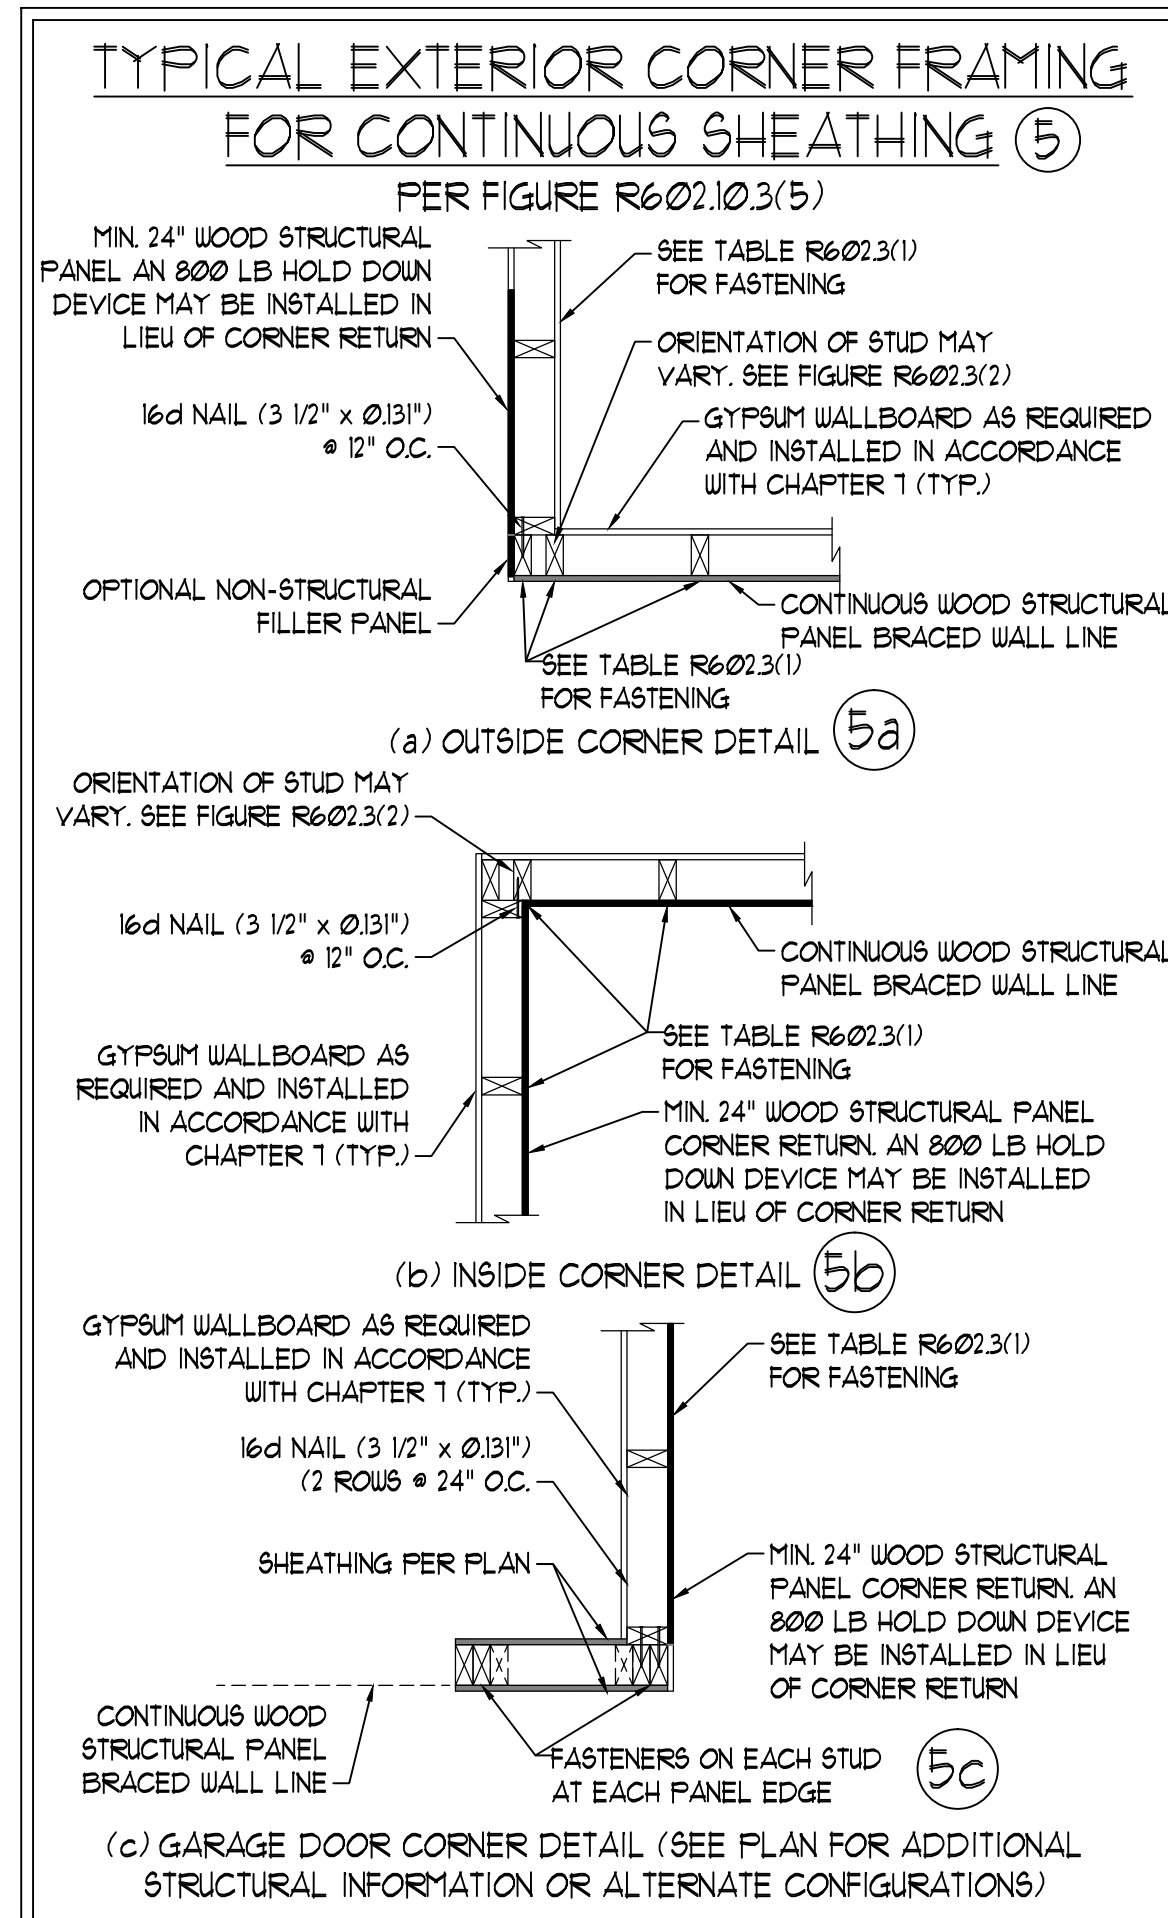 TYPICAL EXTERIOR CORNER FRAMING
FOR CONTINUOUS SHEATHING 5
PER FIGURE R602.10.3(5)
MIN. 24" WOOD STRUCTURAL
PANEL AN 800 LB HOLD DOWN
DEVICE MAY BE INSTALLED IN
LIEU OF CORNER RETURN
SEE TABLE R602.3(1)
FOR FASTENING
ORIENTATION OF STUD MAY
VARY. SEE FIGURE R602.3(2)
16d NAIL (3 1/2" x 0.131")
@ 12" O.C.
GYPSUM WALLBOARD AS REQUIRED
AND INSTALLED IN ACCORDANCE
WITH CHAPTER 7 (TYP.)
OPTIONAL NON-STRUCTURAL
FILLER PANEL
CONTINUOUS WOOD STRUCTURAL
PANEL BRACED WALL LINE
SEE TABLE R602.3(1)
FOR FASTENING
(a) OUTSIDE CORNER DETAIL 5a
ORIENTATION OF STUD MAY
VARY. SEE FIGURE R602.3(2)
16d NAIL (3 1/2" x 0.131")
@ 12" O.C.
CONTINUOUS WOOD STRUCTURAL
PANEL BRACED WALL LINE
GYPSUM WALLBOARD AS
REQUIRED AND INSTALLED
IN ACCORDANCE WITH
CHAPTER 7 (TYP.)
SEE TABLE R602.3(1)
FOR FASTENING
MIN. 24" WOOD STRUCTURAL PANEL
CORNER RETURN. AN 800 LB HOLD
DOWN DEVICE MAY BE INSTALLED
IN LIEU OF CORNER RETURN
(b) INSIDE CORNER DETAIL 5b
GYPSUM WALLBOARD AS REQUIRED
AND INSTALLED IN ACCORDANCE
WITH CHAPTER 7 (TYP.)
SEE TABLE R602.3(1)
FOR FASTENING
16d NAIL (3 1/2" x 0.131")
(2 ROWS @ 24" O.C.
SHEATHING PER PLAN
MIN. 24" WOOD STRUCTURAL
PANEL CORNER RETURN. AN
800 LB HOLD DOWN DEVICE
MAY BE INSTALLED IN LIEU
OF CORNER RETURN
CONTINUOUS WOOD
STRUCTURAL PANEL
BRACED WALL LINE
FASTENERS ON EACH STUD
AT EACH PANEL EDGE
5c
(c) GARAGE DOOR CORNER DETAIL (SEE PLAN FOR ADDITIONAL
STRUCTURAL INFORMATION OR ALTERNATE CONFIGURATIONS)